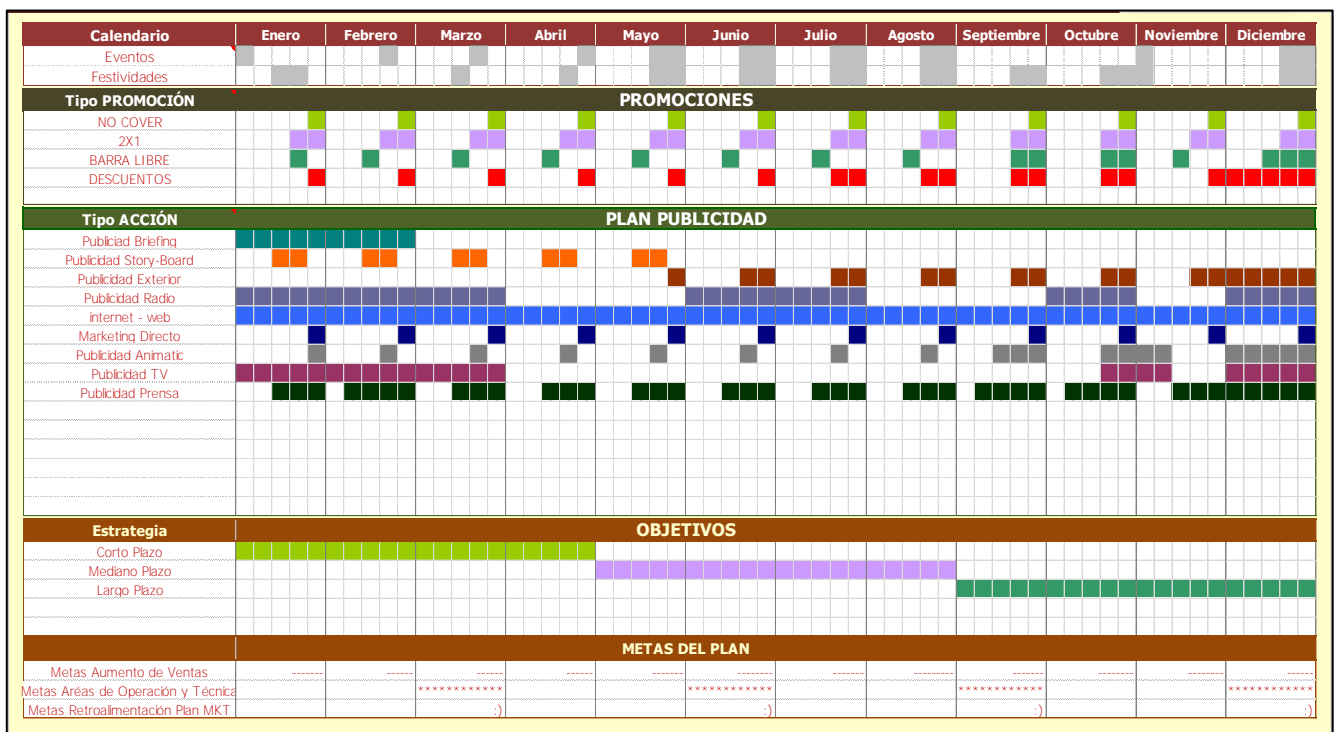 Calendario Enero Febrero Marzo Abril Mayo Junio Julio Agosto Septiembre Octubre Noviembre Diciembre
Eventos
Festividades
Tipo PROMOCIÓN PROMOCIONES
NO COVER
2X1
BARRA LIBRE
DESCUENTOS
Tipo ACCIÓN PLAN PUBLICIDAD
Publiciad Briefing
Publicidad Story-Board
Publicidad Exterior
Publicidad Radio
internet - web
Marketing Directo
Publicidad Animatic
Publicidad TV
Publicidad Prensa
Estrategia OBJETIVOS
Corto Plazo
Mediano Plazo
Largo Plazo
METAS DEL PLAN
Metas Aumento de Ventas ------- ------ ------- ------ ------- ------ ------- ------ ------- ------- ------- ------
Metas Aréas de Operación y Técnica ************ ************ ************ ************
Metas Retroalimentación Plan MKT :) :) :) :)